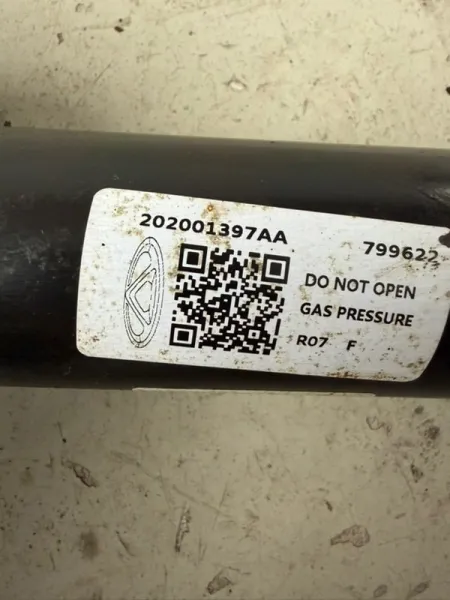 202001397AA
799622
DO NOT OPEN
GAS PRESSURE
R07 F